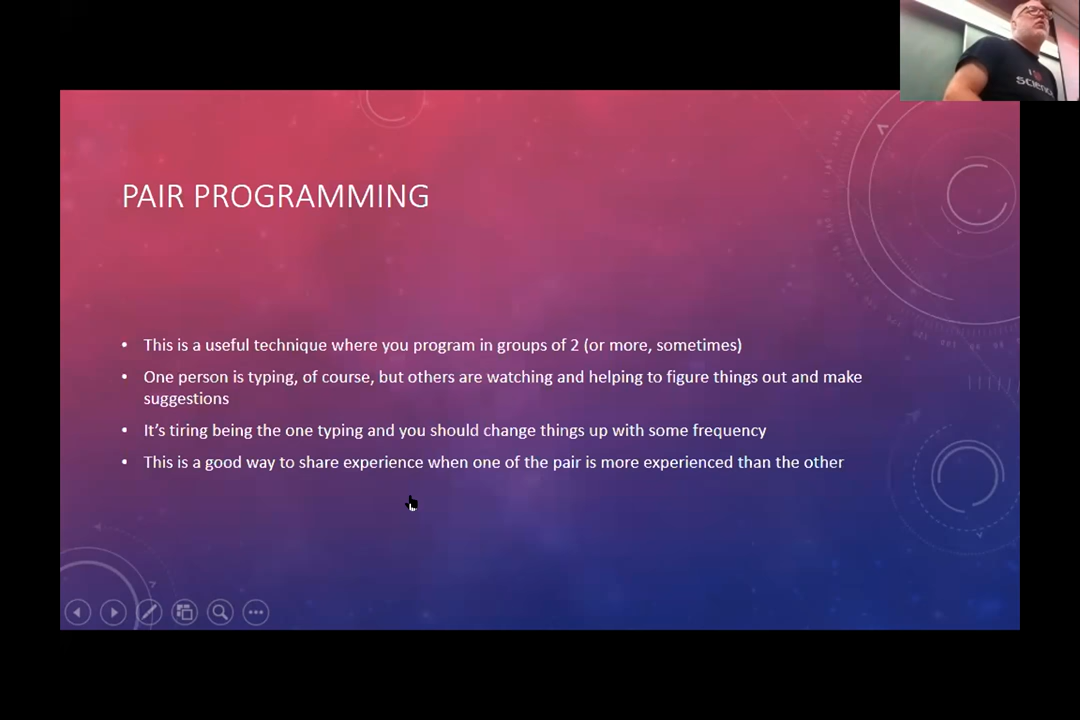 I
SCIENCE
PAIR PROGRAMMING
• This is a useful technique where you program in groups of 2 (or more, sometimes)
• One person is typing, of course, but others are watching and helping to figure things out and make
suggestions
• It's tiring being the one typing and you should change things up with some frequency
• This is a good way to share experience when one of the pair is more experienced than the other